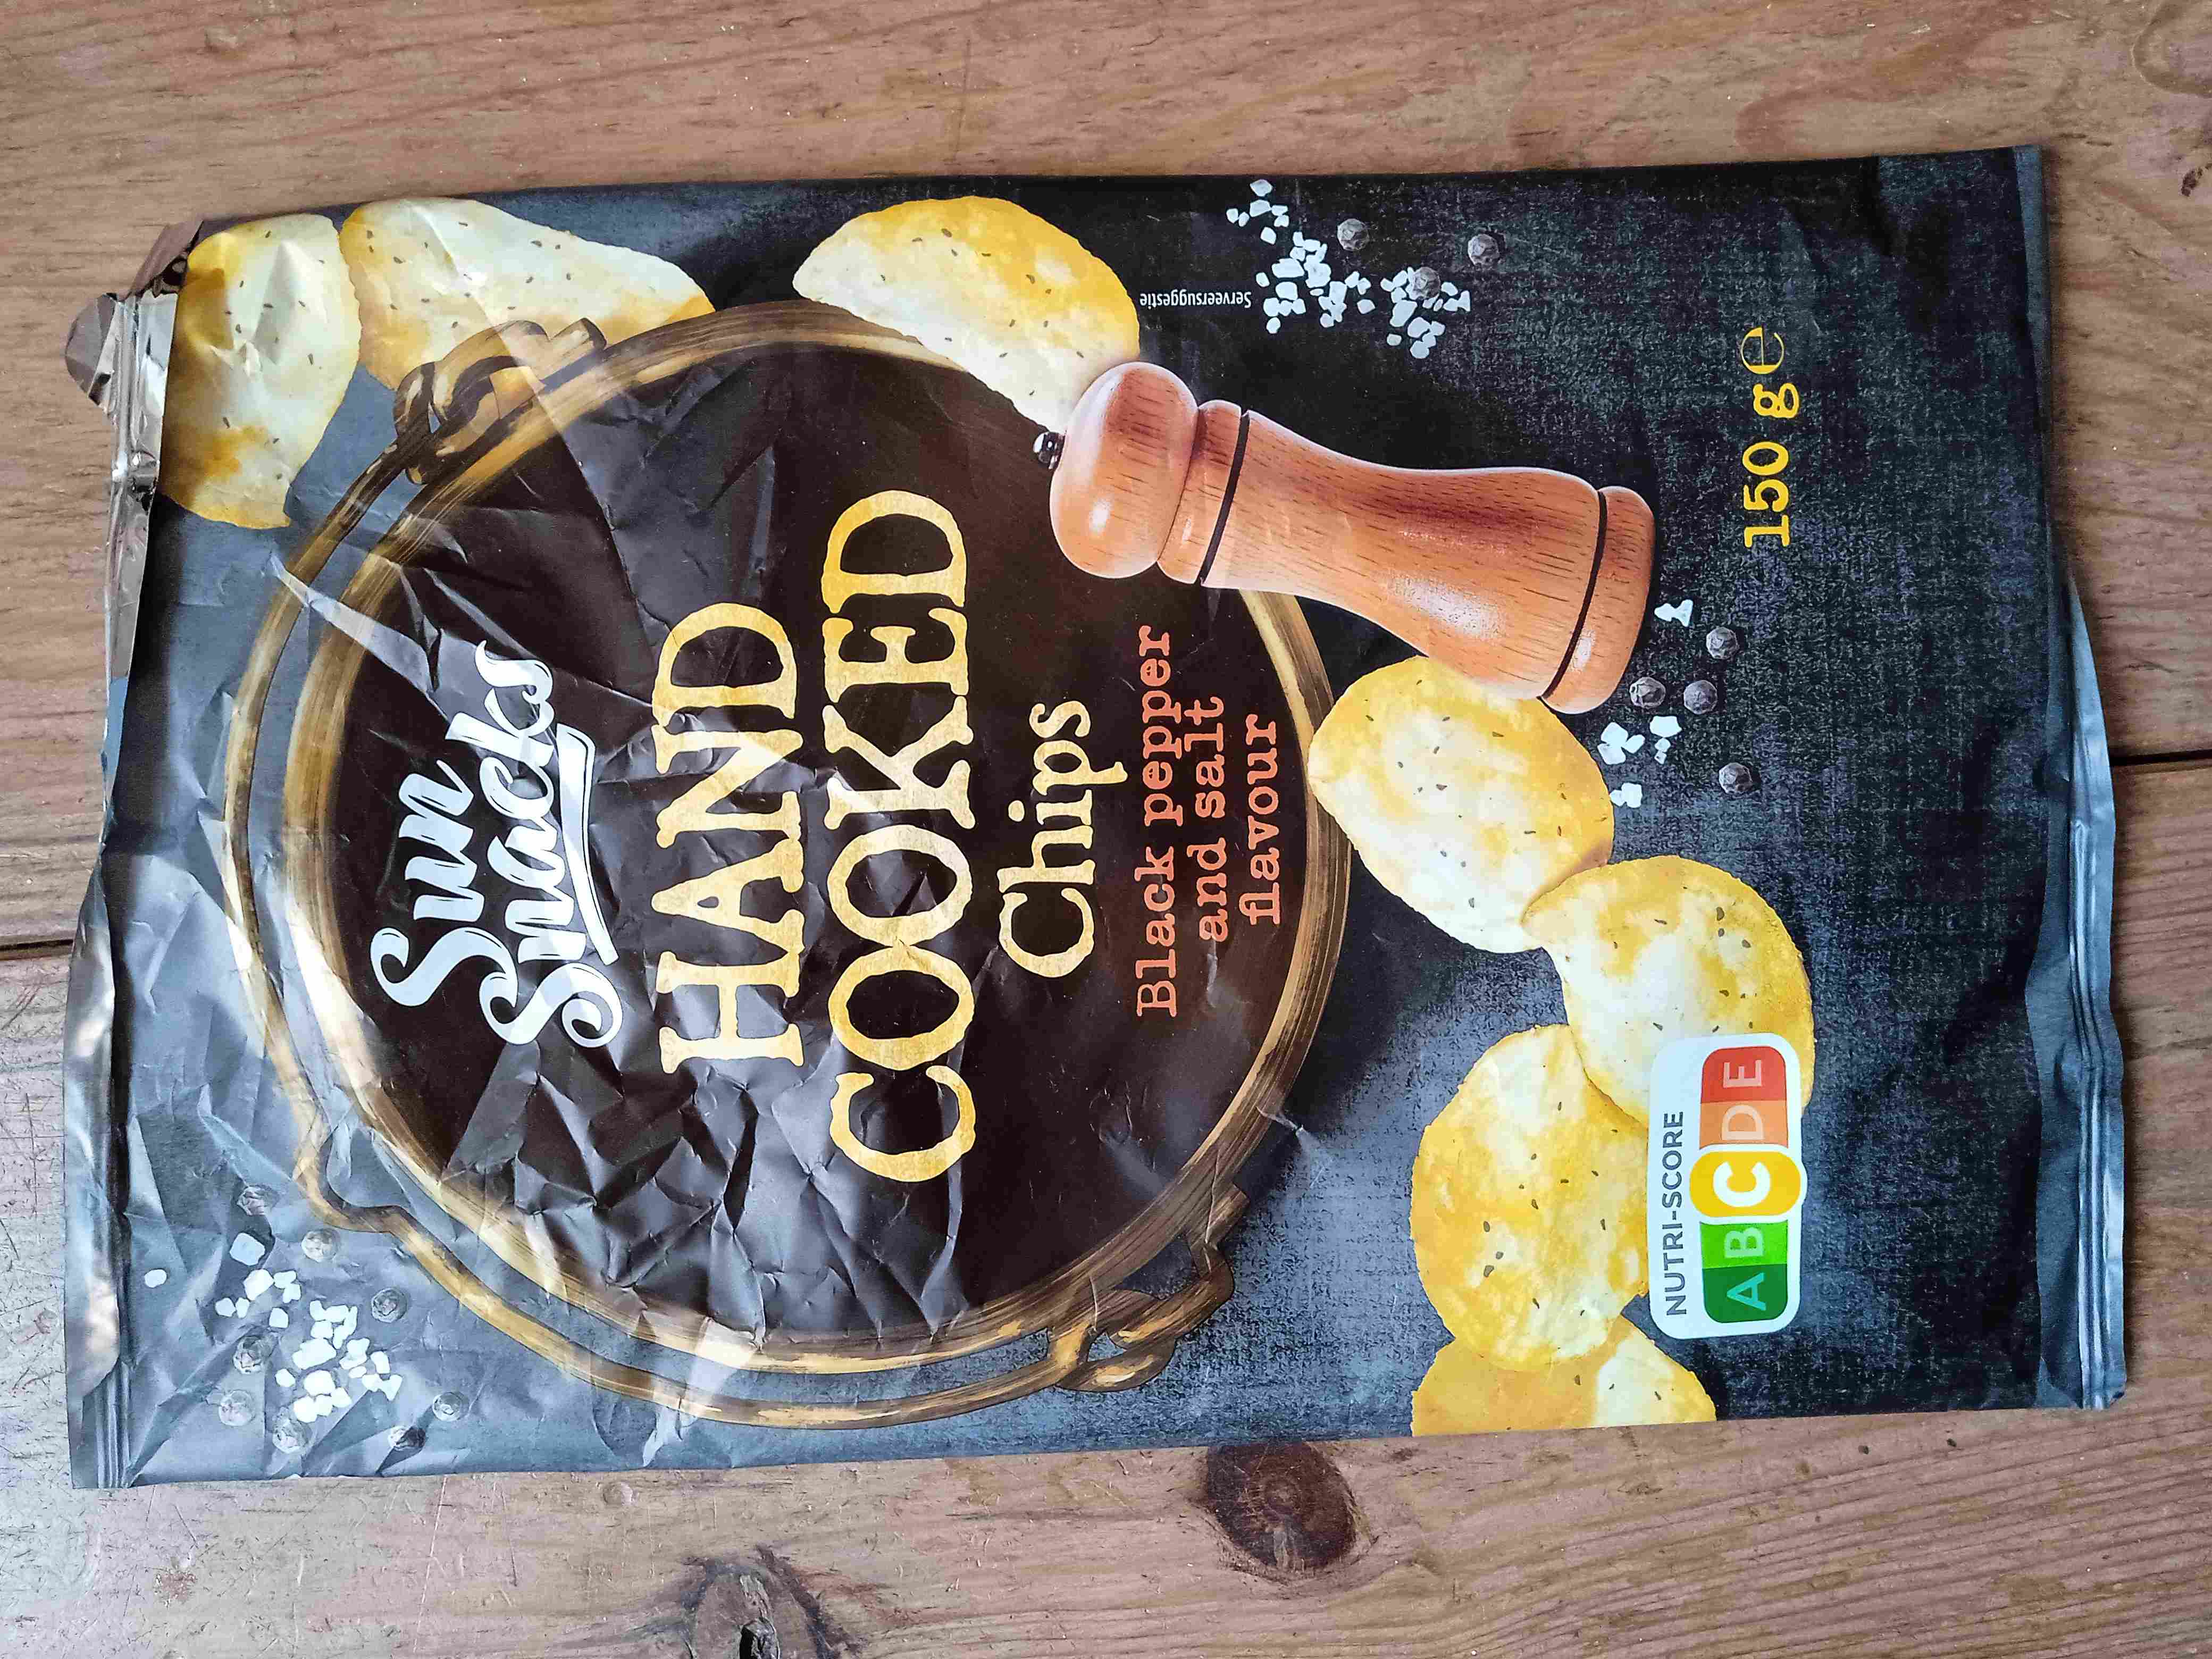 Sun
Snacks
HAND
COOKED
Chips
Black pepper
and salt
flavour
Serveersuggestie
NUTRI-SCORE
A B C D E
150 g e